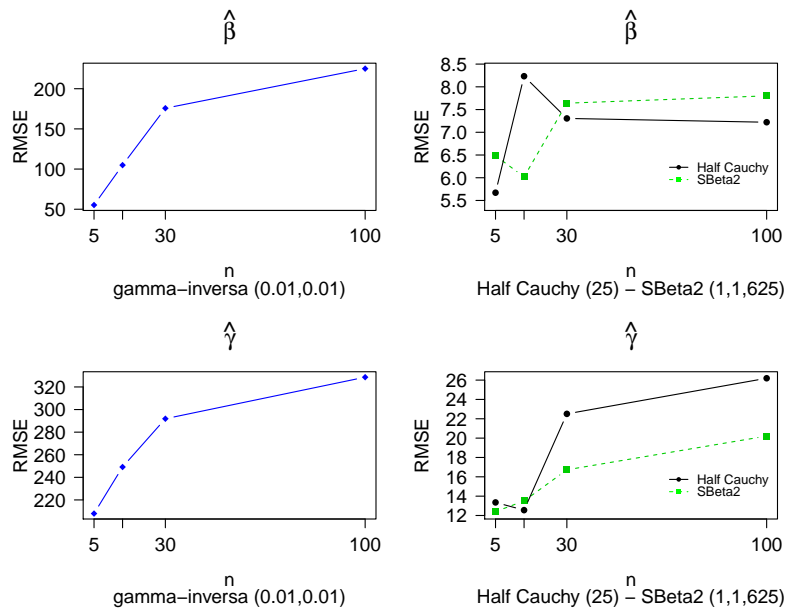 β̂
RMSE
200
150
100
50
5
30
100
n
gamma−inversa (0.01,0.01)
β̂
RMSE
8.5
8.0
7.5
7.0
6.5
6.0
5.5
Half Cauchy
SBeta2
5
30
100
n
Half Cauchy (25) − SBeta2 (1,1,625)
γ̂
RMSE
320
300
280
260
240
220
5
30
100
n
gamma−inversa (0.01,0.01)
γ̂
RMSE
26
24
22
20
18
16
14
12
Half Cauchy
SBeta2
5
30
100
n
Half Cauchy (25) − SBeta2 (1,1,625)